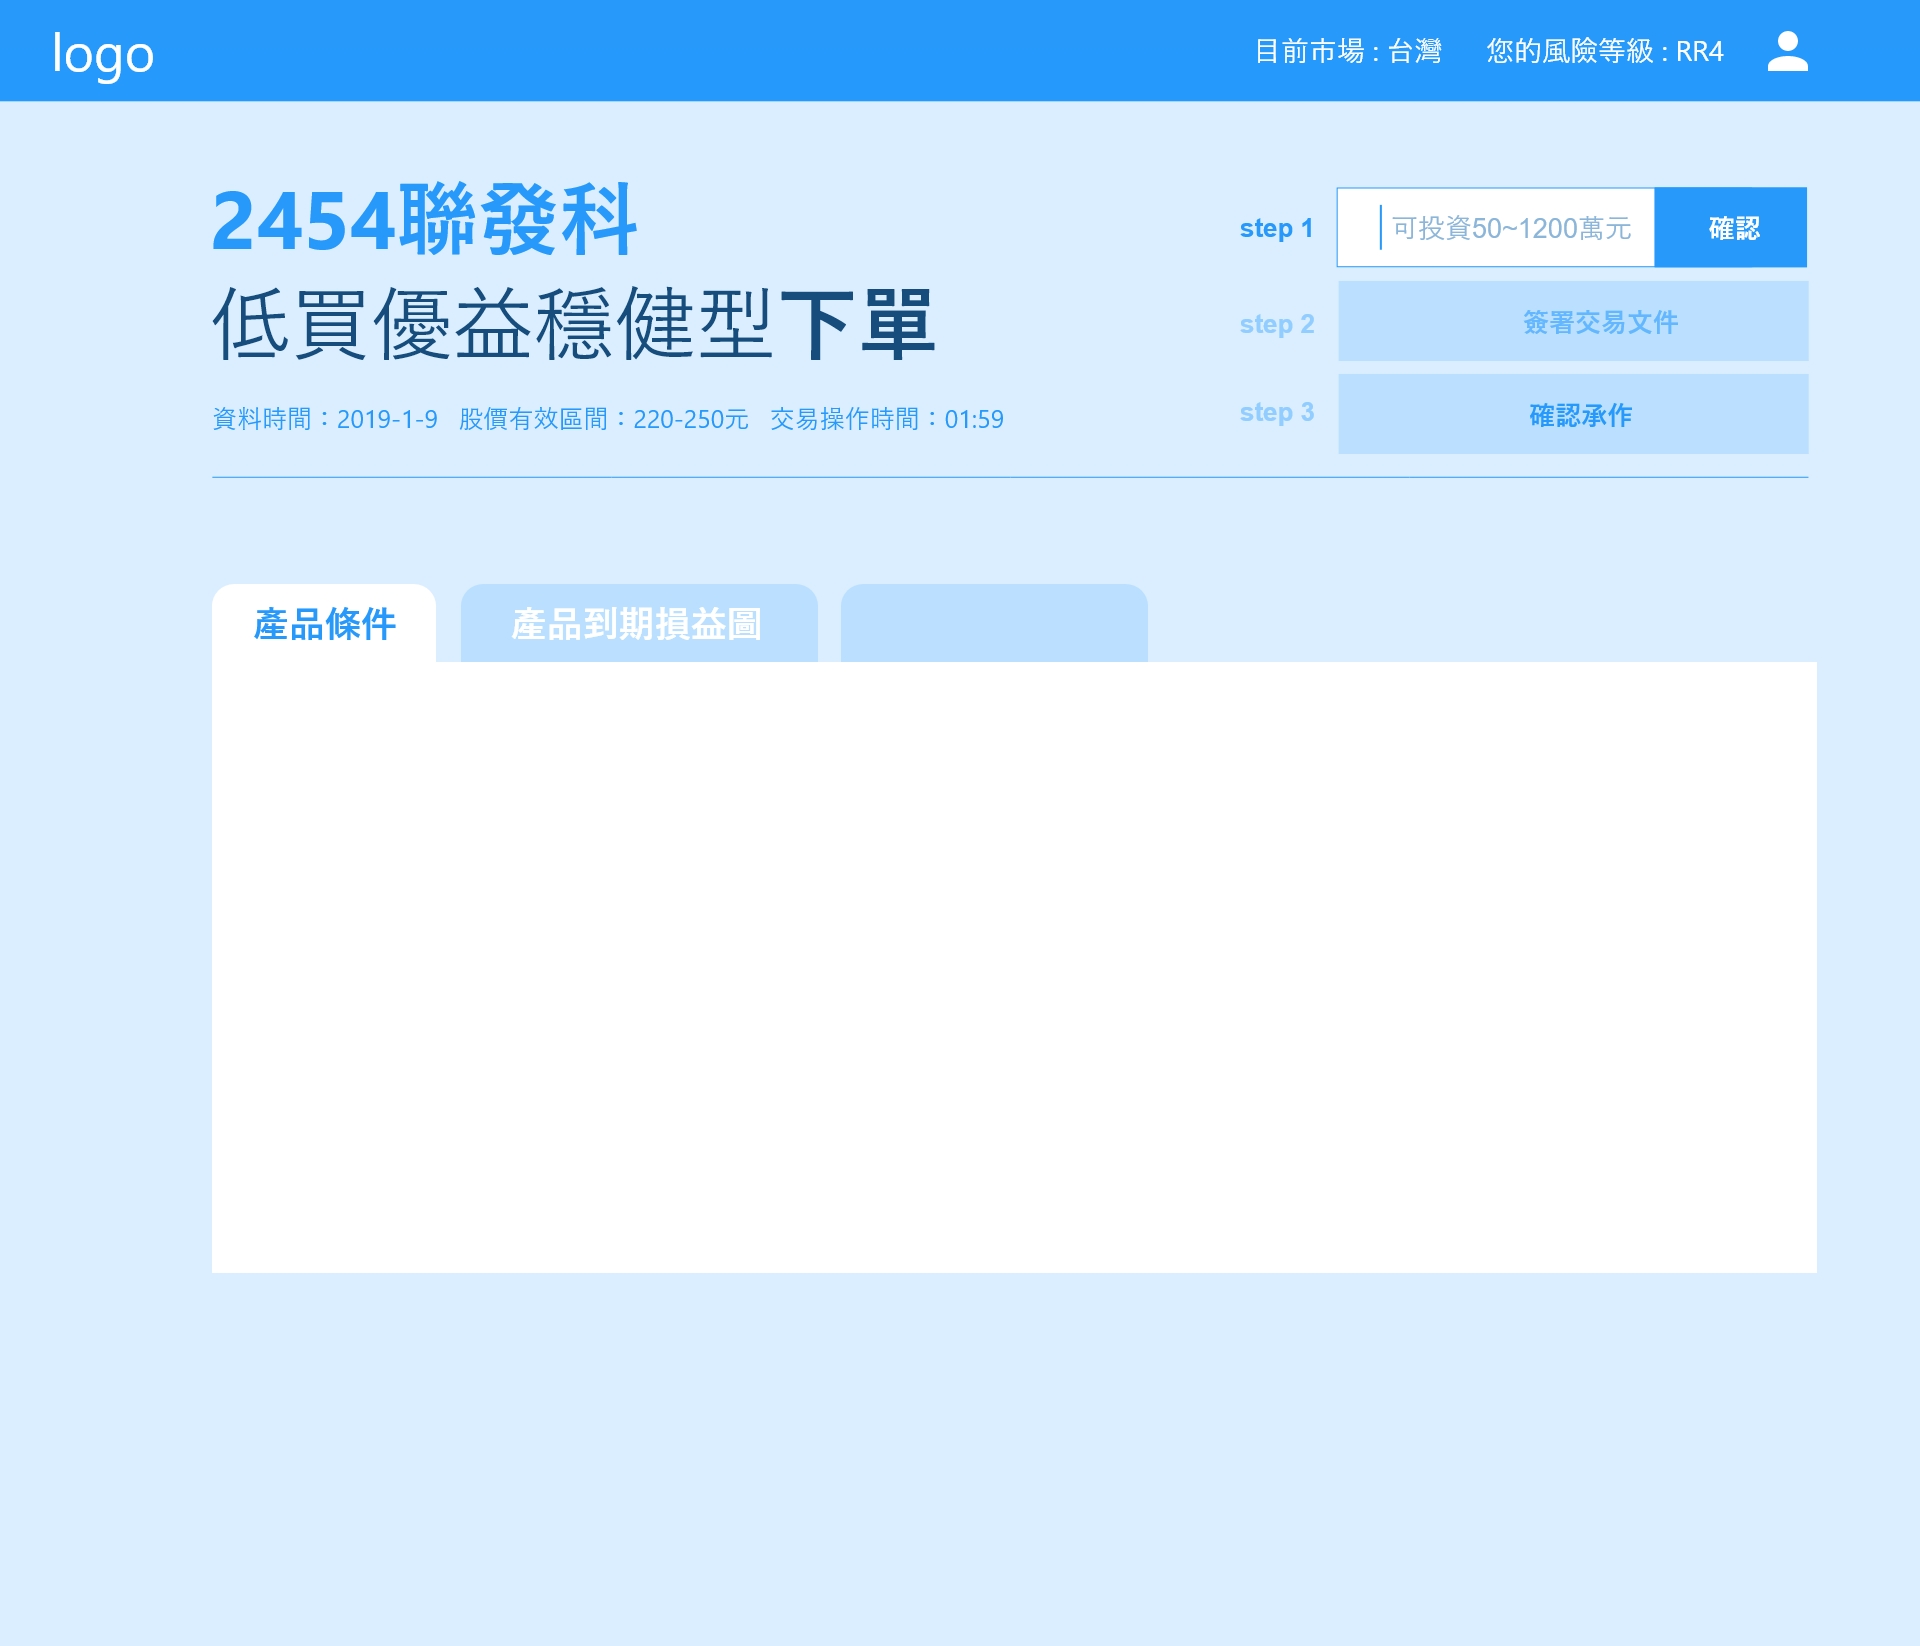 logo
目前市場 : 台灣 您的風險等級 : RR4
2454聯發科
低買優益穩健型下單
資料時間：2019-1-9 股價有效區間：220-250元 交易操作時間：01:59
step 1 可投資50~1200萬元 確認
step 2 簽署交易文件
step 3 確認承作
產品條件 產品到期損益圖